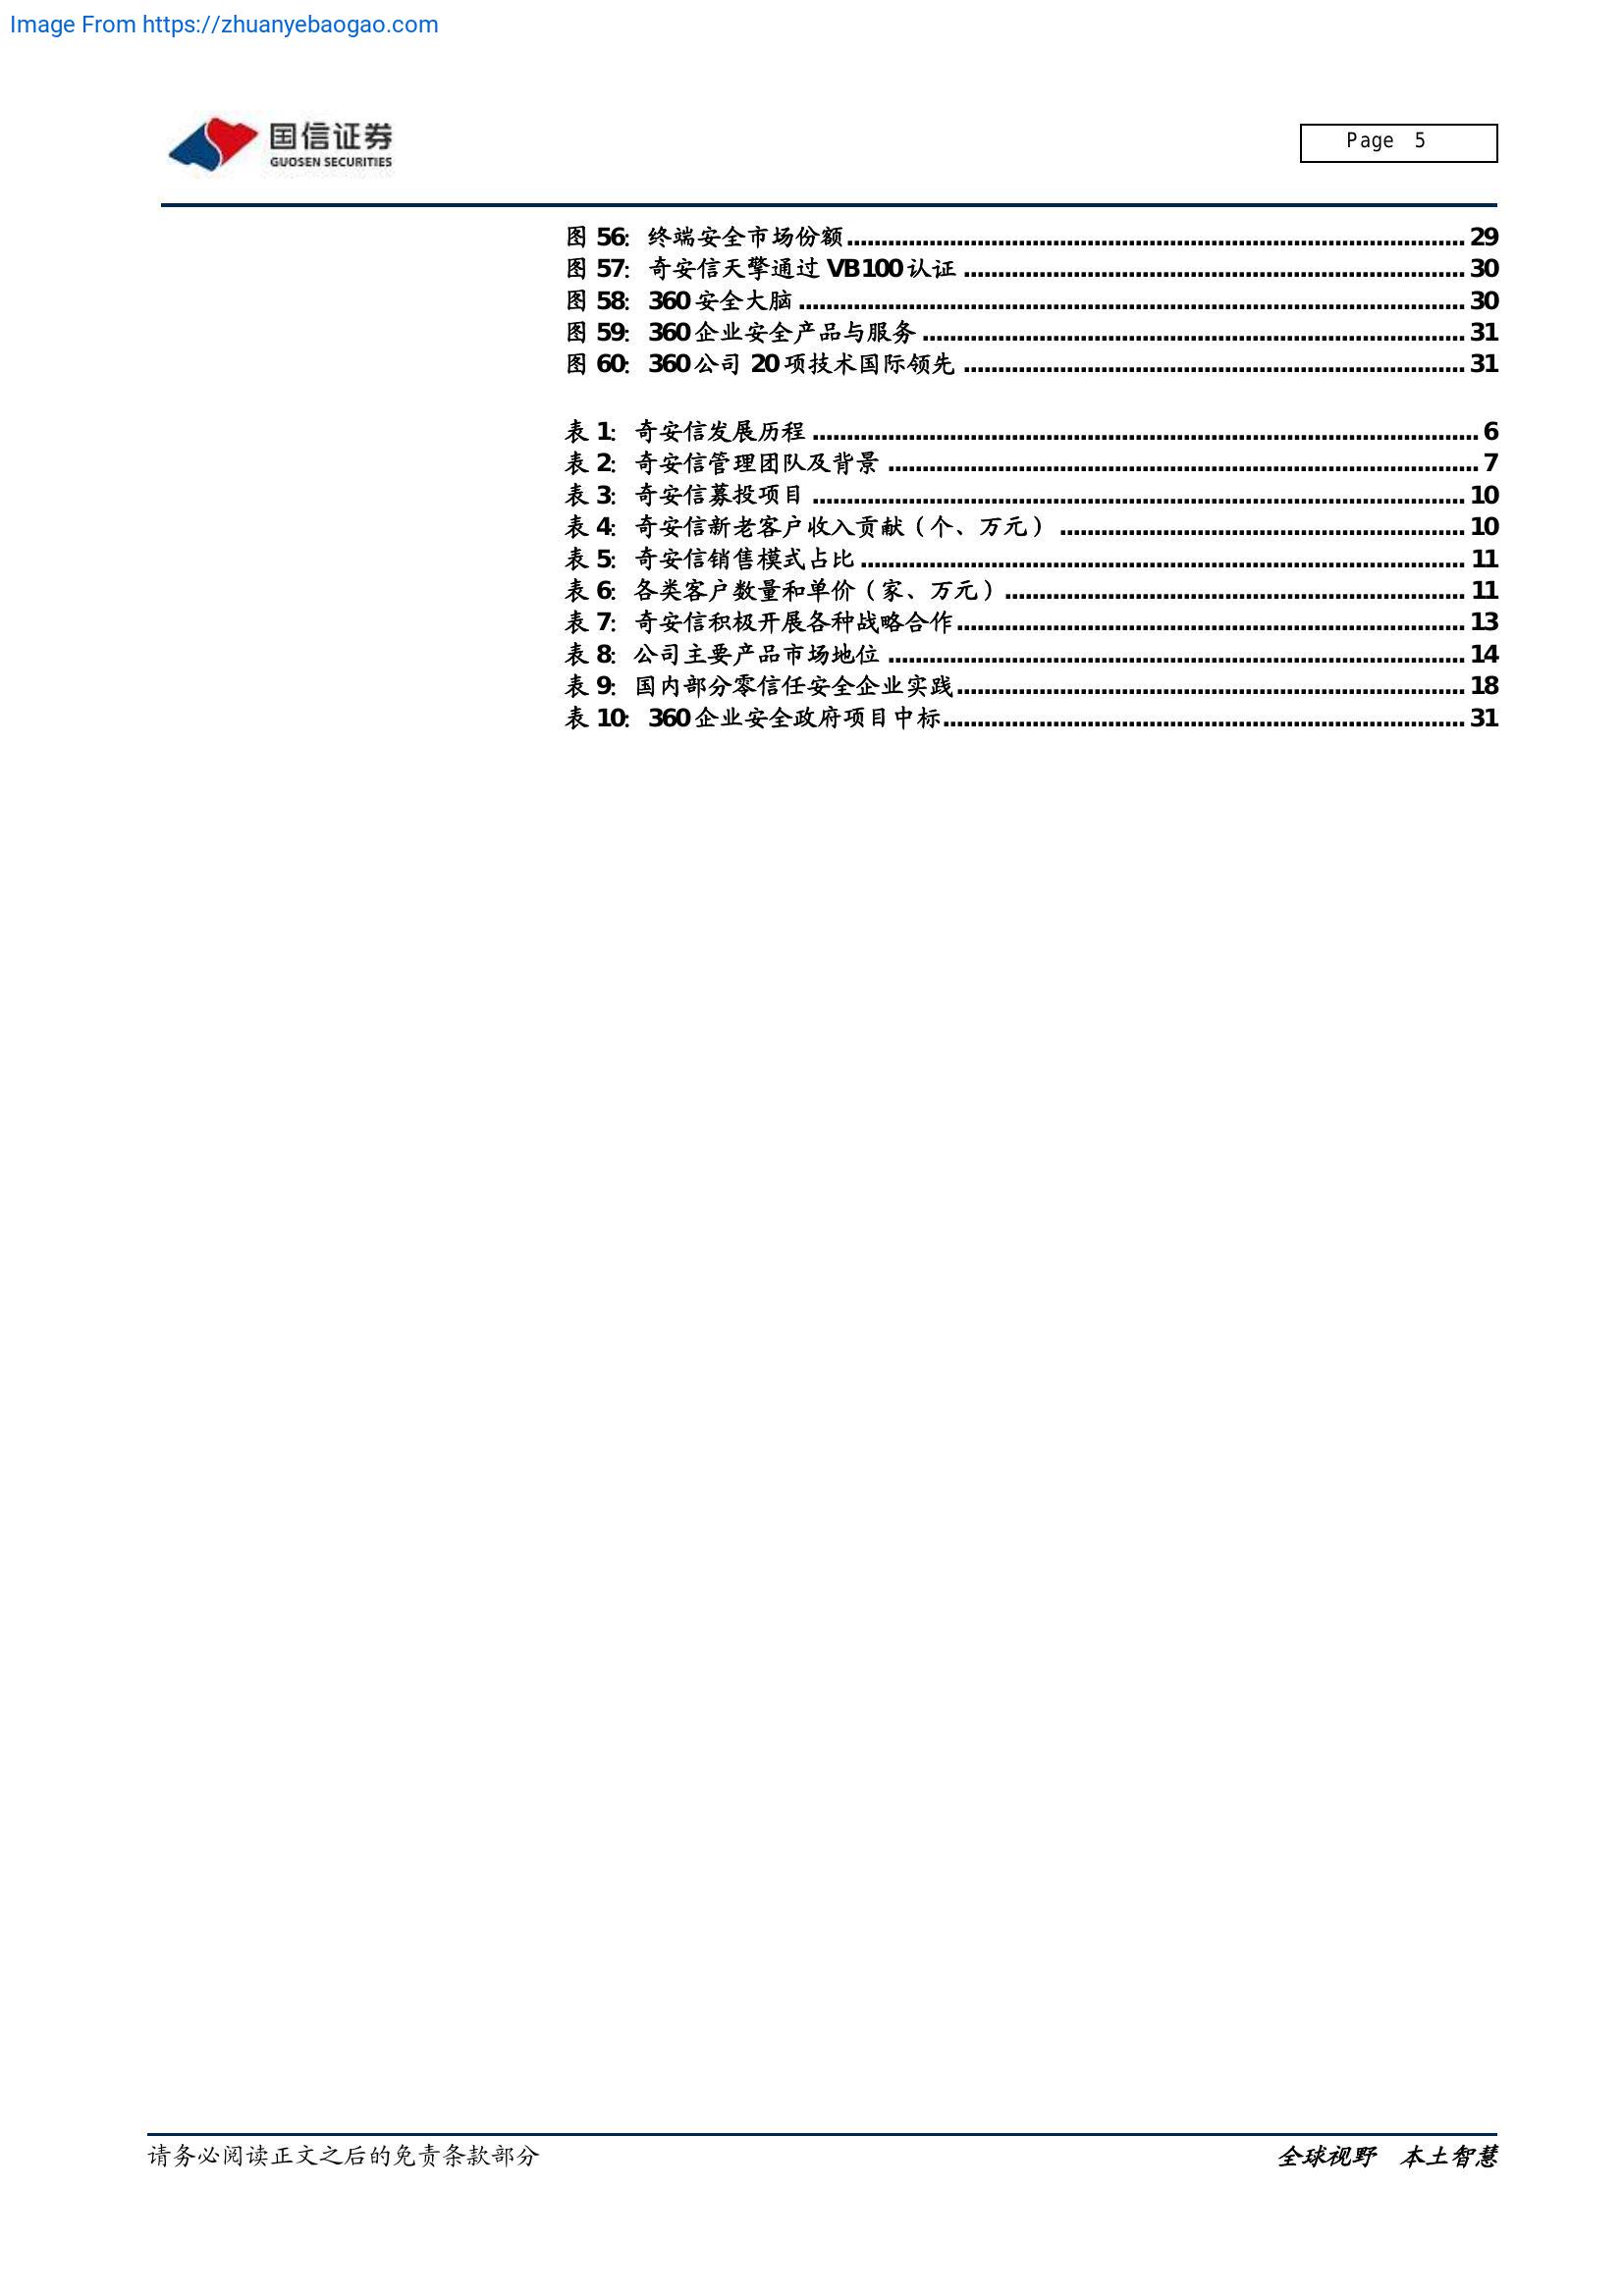 Image From https://zhuanyebaogao.com
国信证券
GUOSEN SECURITIES
Page 5
图 56: 终端安全市场份额 29
图 57: 奇安信天擎通过 VB100 认证 30
图 58: 360 安全大脑 30
图 59: 360 企业安全产品与服务 31
图 60: 360 公司 20 项技术国际领先 31
表 1: 奇安信发展历程 6
表 2: 奇安信管理团队及背景 7
表 3: 奇安信募投项目 10
表 4: 奇安信新老客户收入贡献（个、万元） 10
表 5: 奇安信销售模式占比 11
表 6: 各类客户数量和单价（家、万元） 11
表 7: 奇安信积极开展各种战略合作 13
表 8: 公司主要产品市场地位 14
表 9: 国内部分零信任安全企业实践 18
表 10: 360 企业安全政府项目中标 31
请务必阅读正文之后的免责条款部分
全球视野 本土智慧